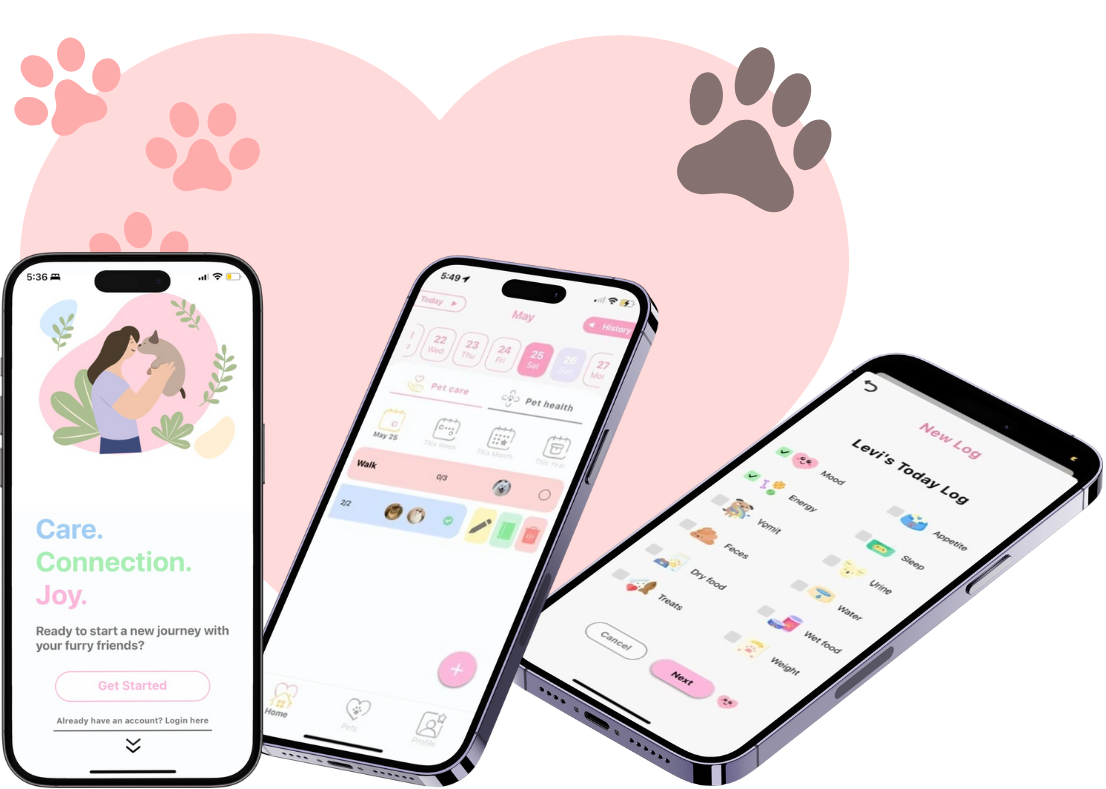 5:36
Care.
Connection.
Joy.
Ready to start a new journey with
your furry friends?
Get Started
Already have an account? Login here
5:49
Today
May
History
22
Wed
23
Thu
24
Fri
25
Sat
26
Sun
27
Pet care
Pet health
May 25
This Week
This Month
This Year
Walk
0/3
2/2
+
Home
Pets
Profile
New Log
Levi's Today Log
Mood
Energy
Vomit
Feces
Dry food
Treats
Appetite
Sleep
Urine
Water
Wet food
Weight
Cancel
Next